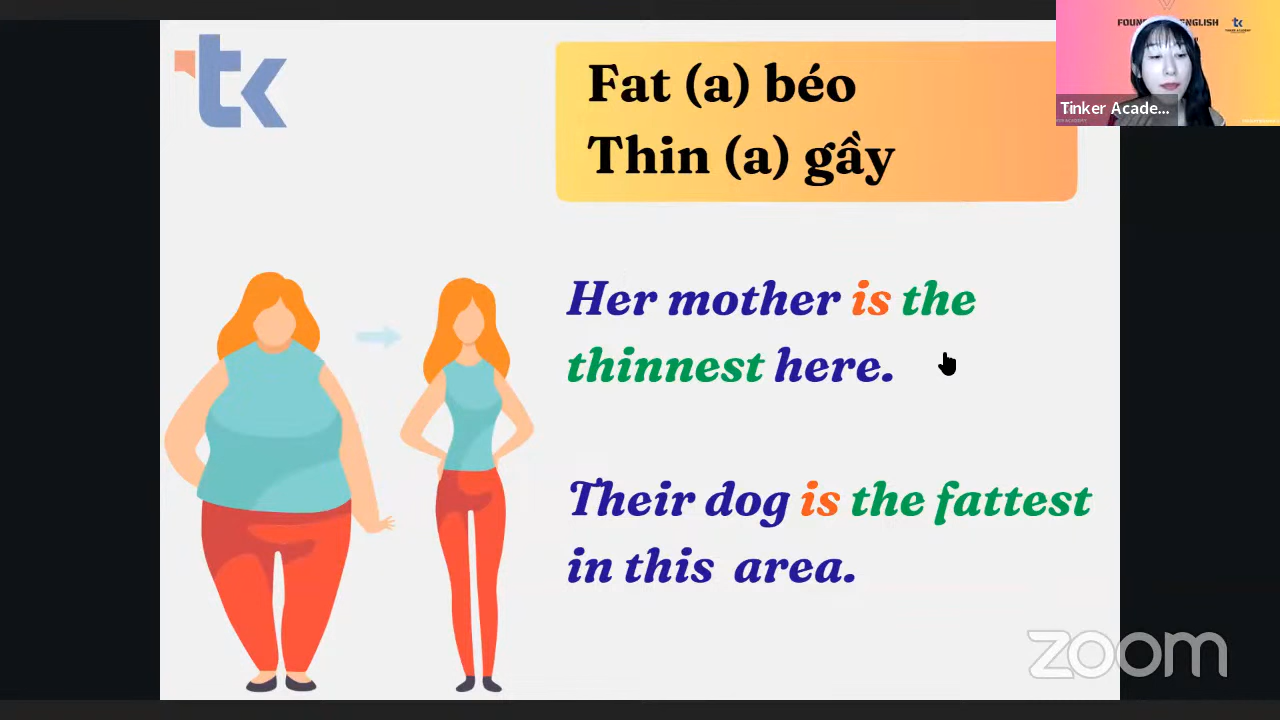 tk
Fat (a) béo
Thin (a) gầy
Her mother is the
thinnest here.
Their dog is the fattest
in this area.
Tinker Acade...
zoom